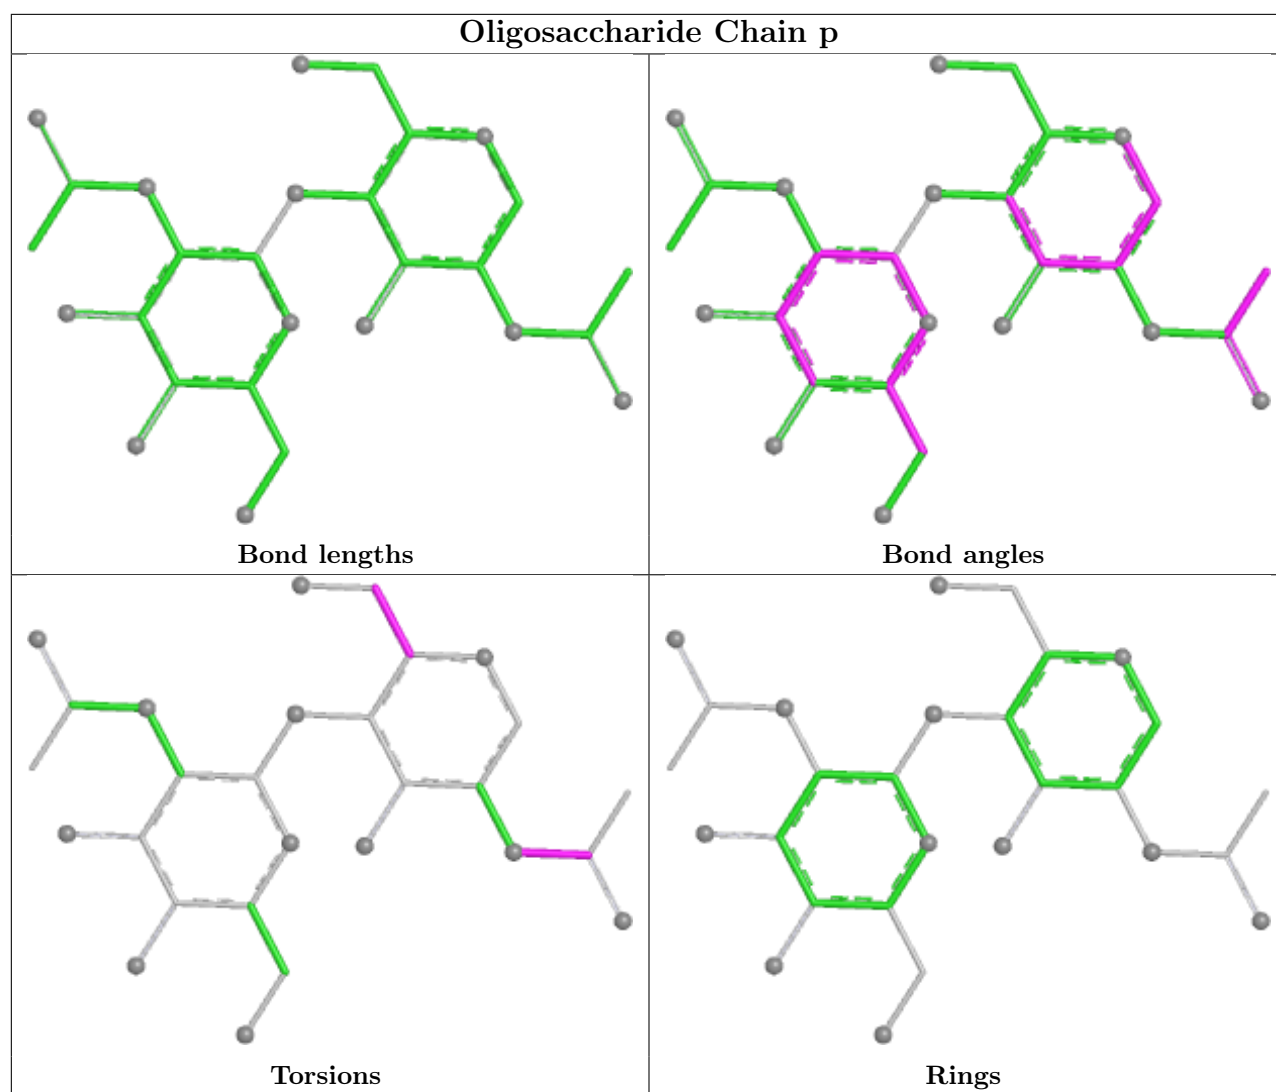 Oligosaccharide Chain p
Bond lengths
Bond angles
Torsions
Rings